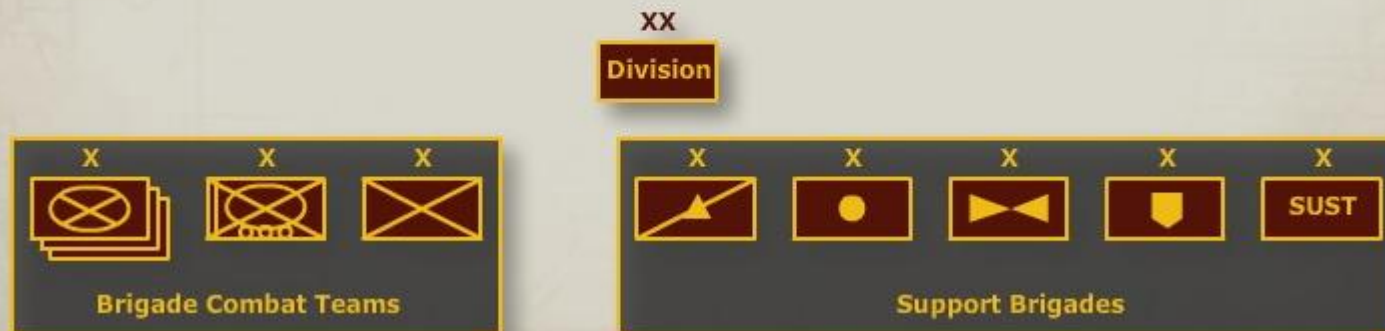 XX
Division
X X X
Brigade Combat Teams
X X X X X
SUST
Support Brigades